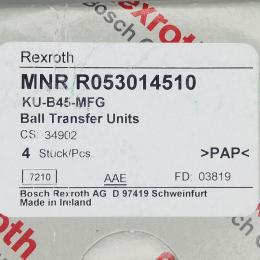 Rexroth
MNR R053014510
KU-B45-MFG
Ball Transfer Units
CS: 34902
4 Stück/Pcs. >PAP<
7210 AAE FD: 03819
Bosch Rexroth AG D 97419 Schweinfurt
Made in Ireland